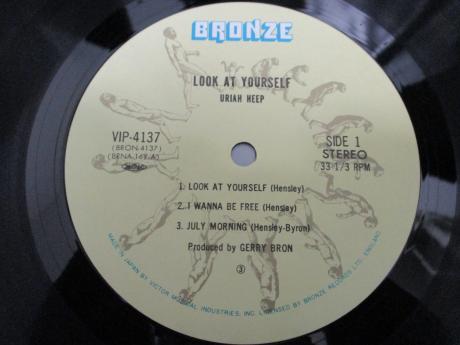 BRONZE
LOOK AT YOURSELF
URIAH HEEP
VIP-4137
(BRON-4137)
(BRNA-169 A)
SIDE 1
STEREO
33 1/3 RPM
1. LOOK AT YOURSELF (Hensley)
2. I WANNA BE FREE (Hensley)
3. JULY MORNING (Hensley-Byron)
Produced by GERRY BRON
③
MADE IN JAPAN BY VICTOR MUSICAL INDUSTRIES, INC. LICENSED BY BRONZE RECORDS LTD., ENGLAND